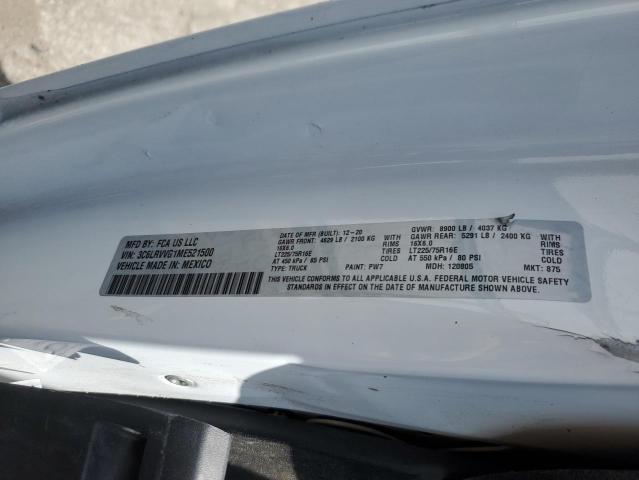 MFD BY: FCA US LLC
VIN: 3C6LRVVG1ME521500
VEHICLE MADE IN: MEXICO
DATE OF MFR (BUILT): 12-20
GAWR FRONT: 4629 LB / 2100 KG WITH
16X6.0 RIMS
LT225/75R16E TIRES
AT 450 kPa / 65 PSI COLD
TYPE: TRUCK PAINT: PW7
GVWR: 8900 LB / 4037 KG
GAWR REAR: 5291 LB / 2400 KG WITH
16X6.0 RIMS
LT225/75R16E TIRES
AT 550 kPa / 80 PSI COLD
MDH: 120805 MKT: 875
THIS VEHICLE CONFORMS TO ALL APPLICABLE U.S.A. FEDERAL MOTOR VEHICLE SAFETY
STANDARDS IN EFFECT ON THE DATE OF MANUFACTURE SHOWN ABOVE.